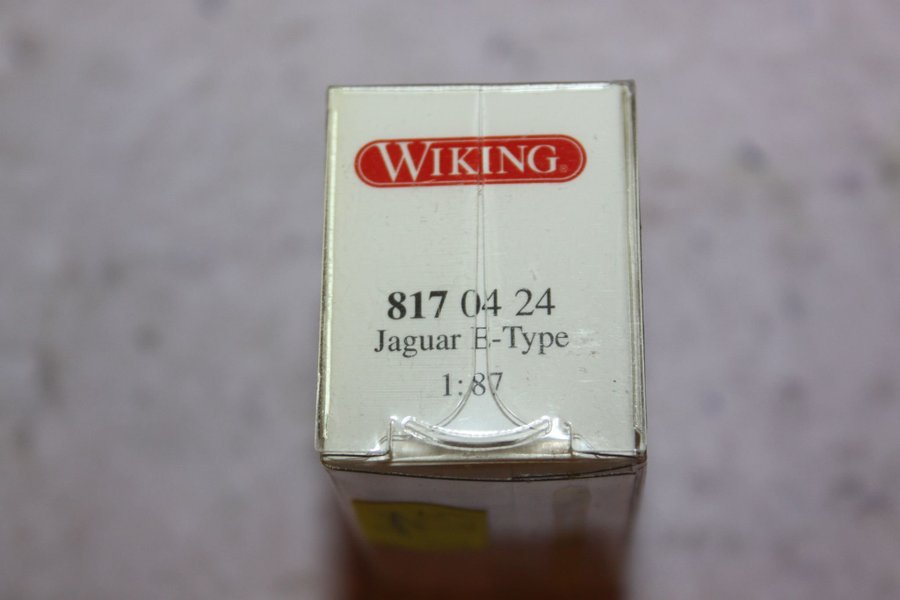 WIKING®
817 04 24
Jaguar E-Type
1:87